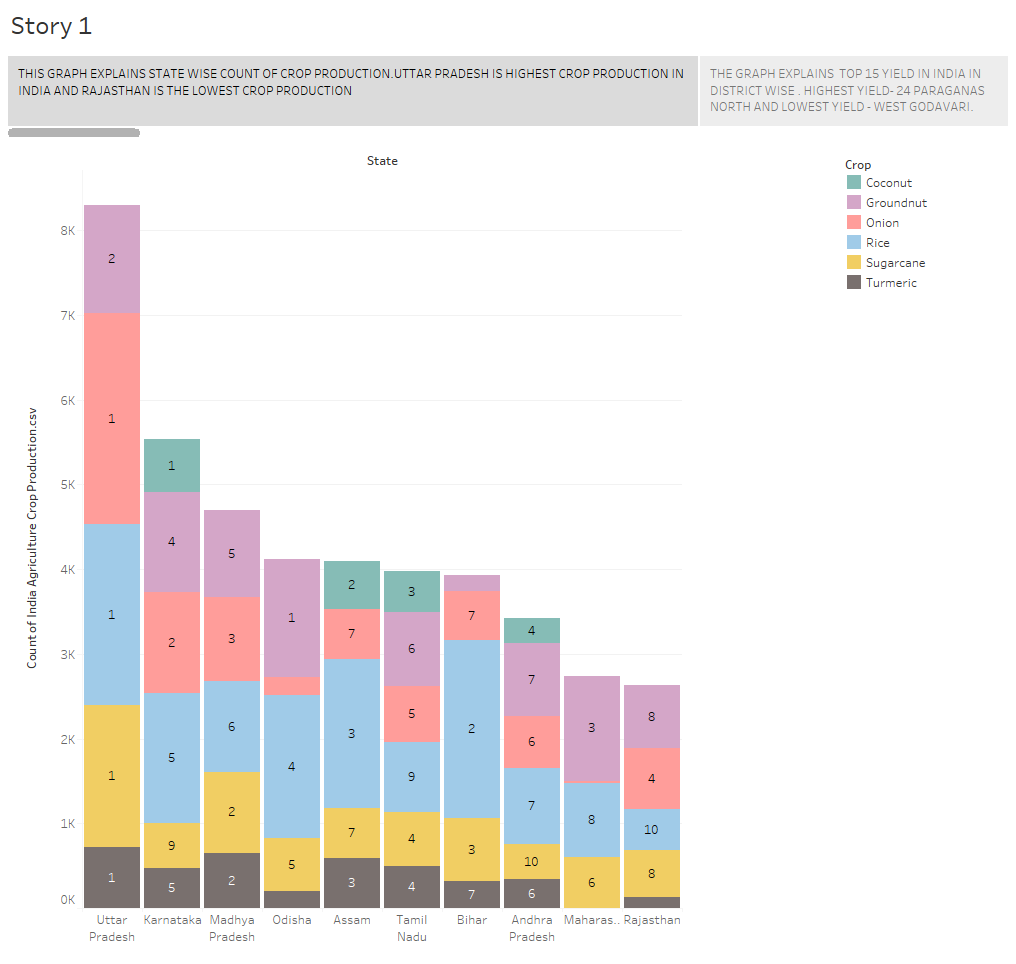 Story 1
THIS GRAPH EXPLAINS STATE WISE COUNT OF CROP PRODUCTION.UTTAR PRADESH IS HIGHEST CROP PRODUCTION IN
INDIA AND RAJASTHAN IS THE LOWEST CROP PRODUCTION
THE GRAPH EXPLAINS TOP 15 YIELD IN INDIA IN
DISTRICT WISE . HIGHEST YIELD- 24 PARAGANAS
NORTH AND LOWEST YIELD - WEST GODAVARI.
State
Crop
Coconut
Groundnut
Onion
Rice
Sugarcane
Turmeric
Count of India Agriculture Crop Production.csv
8K
7K
6K
5K
4K
3K
2K
1K
0K
2
1
1
1
1
1
4
2
5
9
5
5
3
6
2
2
1
4
5
2
7
3
7
3
3
6
5
9
4
4
7
2
3
7
4
7
6
7
10
6
3
8
6
8
4
10
8
Uttar
Pradesh
Karnataka
Madhya
Pradesh
Odisha
Assam
Tamil
Nadu
Bihar
Andhra
Pradesh
Maharas..
Rajasthan